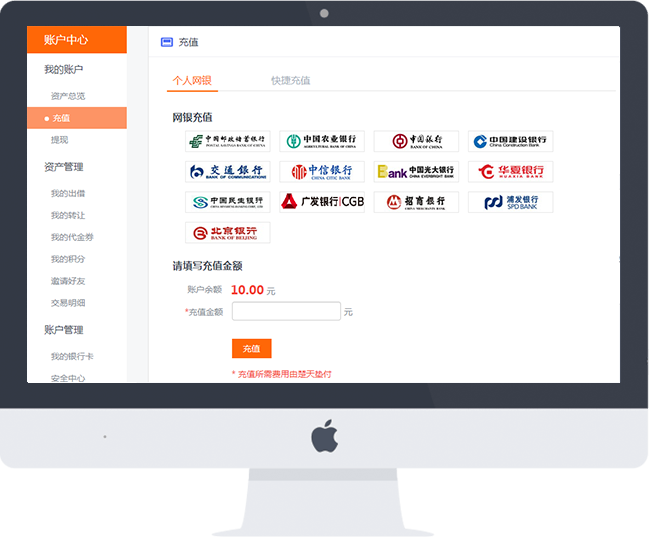 账户中心
我的账户
资产总览
充值
提现
资产管理
我的出借
我的转让
我的代金券
我的积分
邀请好友
交易明细
账户管理
我的银行卡
安全中心
充值
个人网银 快捷充值
网银充值
中国邮政储蓄银行 中国农业银行 中国银行 中国建设银行
POSTAL SAVINGS BANK OF CHINA AGRICULTURAL BANK OF CHINA BANK OF CHINA China Construction Bank
交通银行 中信银行 Bank 中国光大银行 华夏银行
BANK OF COMMUNICATIONS CHINA CITIC BANK CHINA EVERBRIGHT BANK HUAXIA BANK
中国民生银行 广发银行|CGB 招商银行 浦发银行
CHINA MERCHANTS BANK SPD BANK
北京银行
BANK OF BEIJING
请填写充值金额
账户余额 10.00 元
*充值金额 元
充值
* 充值所需费用由楚天垫付